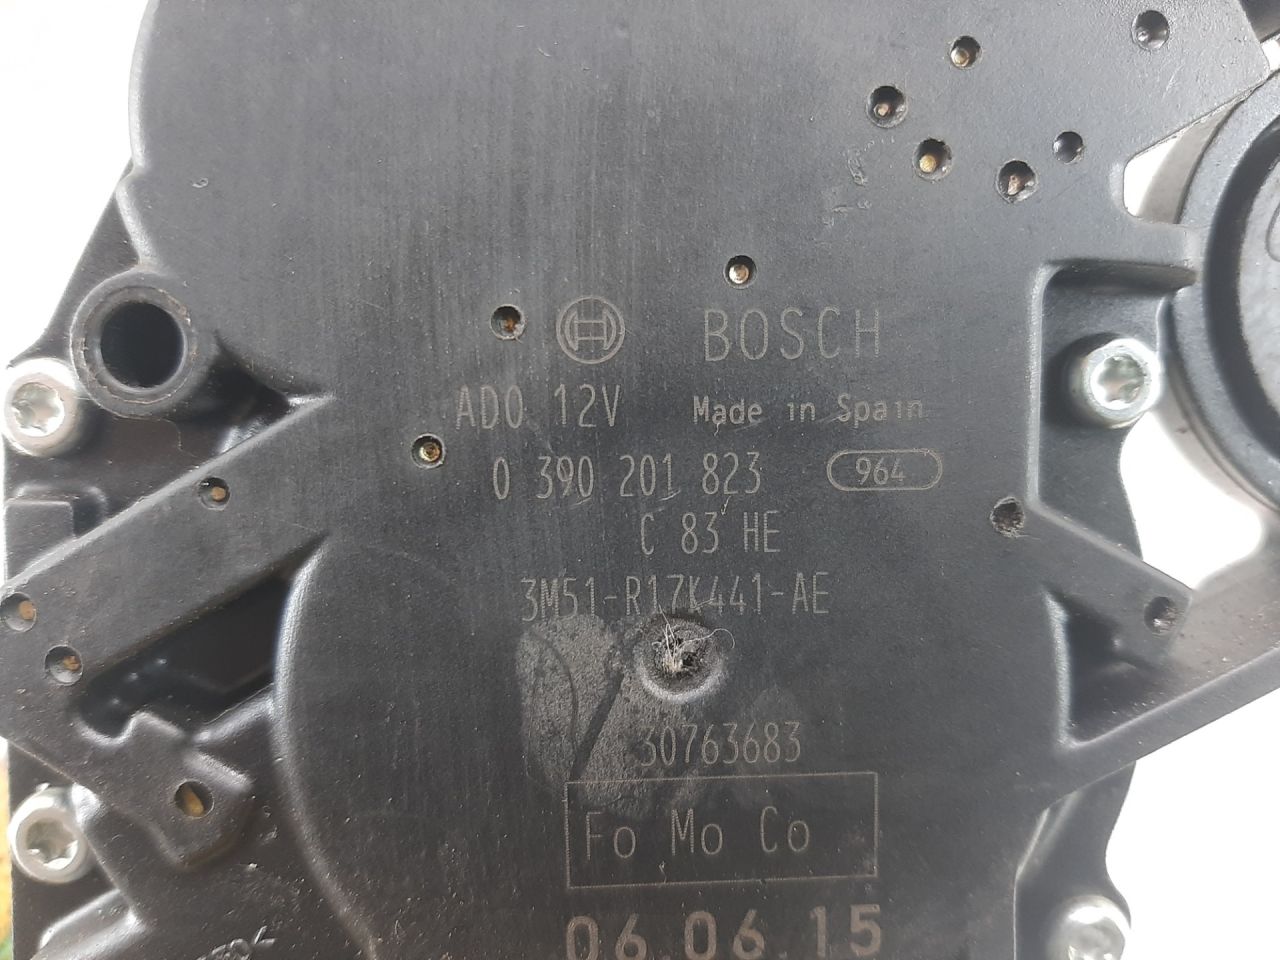 BOSCH
AD0 12V Made in Spain
0 390 201 823 964
C 83 HE
3M51-R17K441-AE
30763683
Fo Mo Co
06.06.15